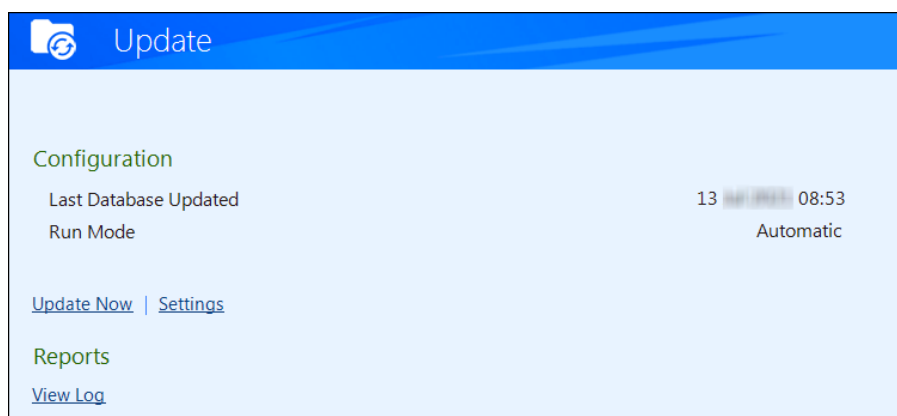 Update
Configuration
Last Database Updated 13 08:53
Run Mode Automatic
Update Now | Settings
Reports
View Log